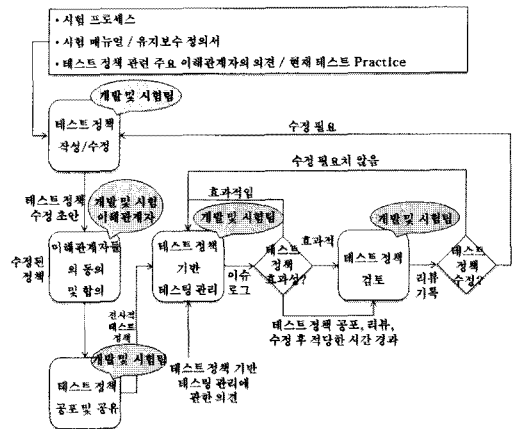 • 시험 프로세스
• 시험 매뉴얼 / 유지보수 정의서
• 테스트 정책 관련 주요 이해관계자의 의견 / 현재 테스트 Practice
개발 및 시험팀
테스트 정책
작성/수정
수정 필요
수정 필요치 않음
테스트 정책
수정 초안
개발 및 시험
이해관계자
효과적임
개발 및 시험팀
개발 및 시험팀
수정된
정책
이해관계자들
의 동의
및 합의
테스트 정책
기반
테스팅 관리
이슈
로그
테스트
정책
효과성?
효과적
테스트 정책
검토
리뷰
기록
테스트
정책
수정?
전사적
테스트
정책
테스트 정책 공포, 리뷰,
수정 후 적당한 시간 경과
개발 및 시험팀
테스트 정책
공포 및 공유
테스트 정책 기반
테스팅 관리에
관한 의견